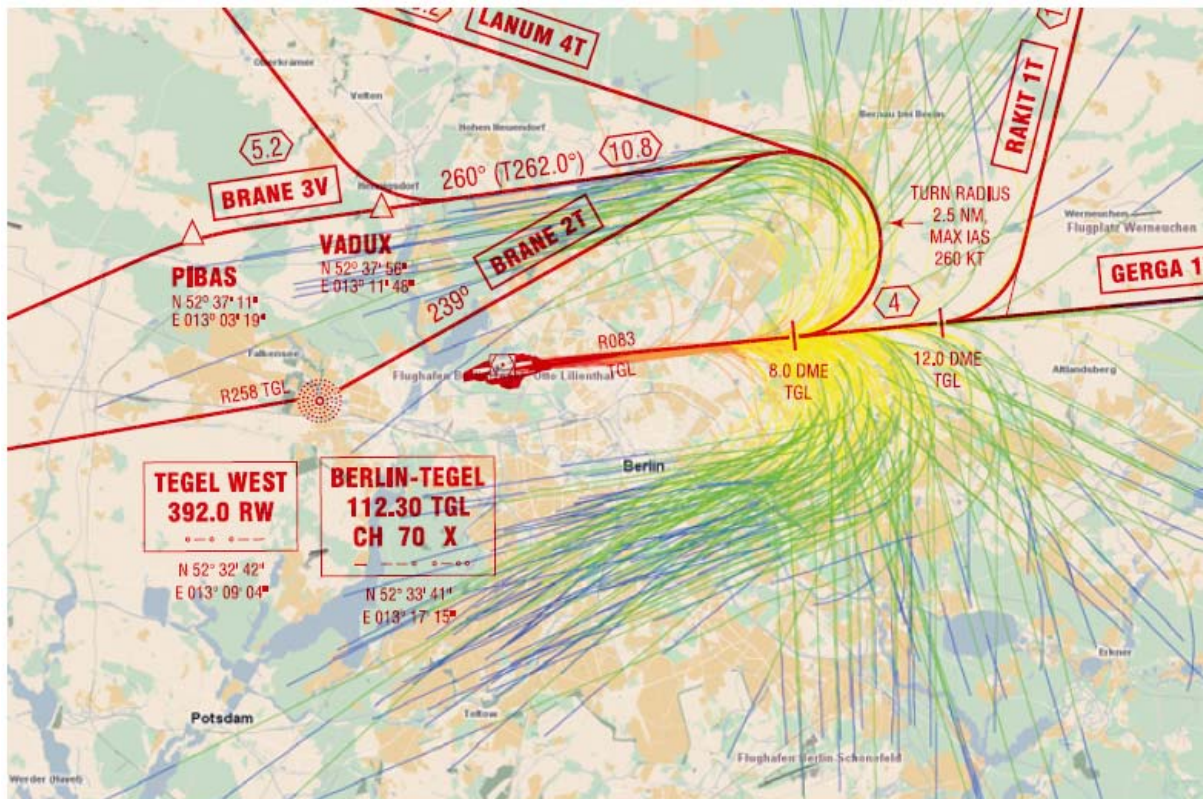 LANUM 4T
Oberkrämer
Velten
Hohen Neuendorf
Bernau bei Berlin
RAKIT 1T
5.2
BRANE 3V
Hennigsdorf
260° (T262.0°)
10.8
TURN RADIUS
2.5 NM,
MAX IAS
260 KT
Werneuchen
Flugplatz Werneuchen
VADUX
N 52° 37' 56"
E 013° 11' 48"
BRANE 2T
239°
PIBAS
N 52° 37' 11"
E 013° 03' 19"
GERGA 1
4
Falkensee
R083
TGL
Flughafen
Otto Lilienthal
8.0 DME
TGL
12.0 DME
TGL
Altlandsberg
R258 TGL
TEGEL WEST
392.0 RW
N 52° 32' 42"
E 013° 09' 04"
BERLIN-TEGEL
112.30 TGL
CH 70 X
N 52° 33' 41"
E 013° 17' 15"
Berlin
Erkner
Potsdam
Teltow
Flughafen Berlin-Schönefeld
Werder (Havel)